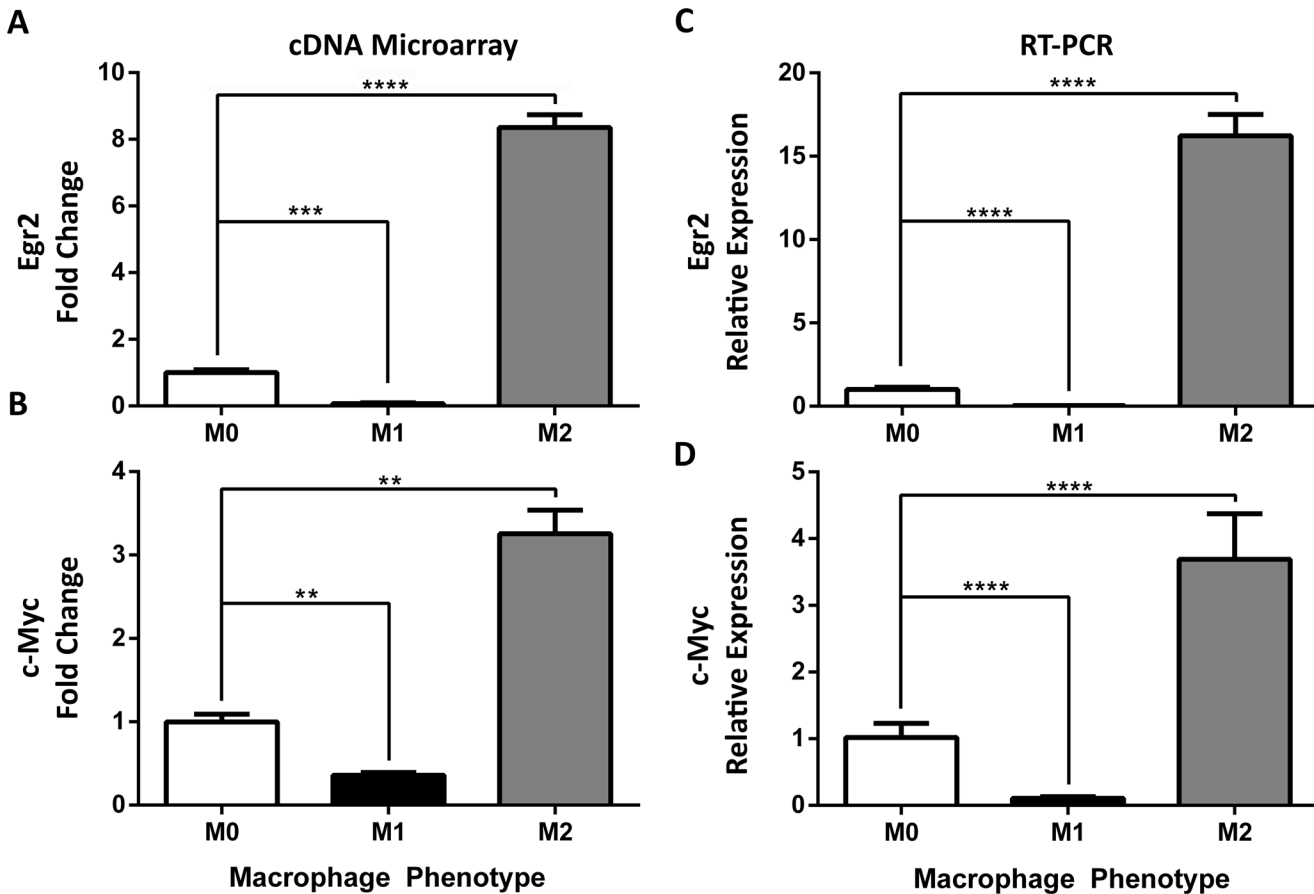 A
cDNA Microarray
Egr2
Fold Change
10
8
6
4
2
0
****
***
M0 M1 M2
B
c-Myc
Fold Change
4
3
2
1
0
**
**
M0 M1 M2
Macrophage Phenotype
C
RT-PCR
Egr2
Relative Expression
20
15
10
5
0
****
****
M0 M1 M2
D
c-Myc
Relative Expression
5
4
3
2
1
0
****
****
M0 M1 M2
Macrophage Phenotype